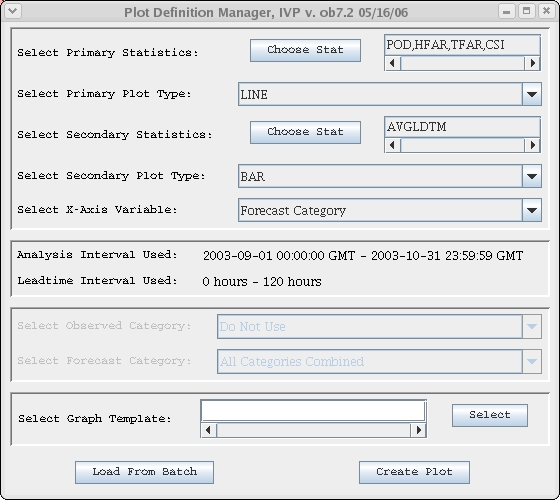 Plot Definition Manager, IVP v. ob7.2 05/16/06
Select Primary Statistics: Choose Stat POD,HFAR,TFAR,CSI
Select Primary Plot Type: LINE
Select Secondary Statistics: Choose Stat AVGLDTM
Select Secondary Plot Type: BAR
Select X-Axis Variable: Forecast Category
Analysis Interval Used: 2003-09-01 00:00:00 GMT - 2003-10-31 23:59:59 GMT
Leadtime Interval Used: 0 hours - 120 hours
Select Observed Category: Do Not Use
Select Forecast Category: All Categories Combined
Select Graph Template: Select
Load From Batch Create Plot